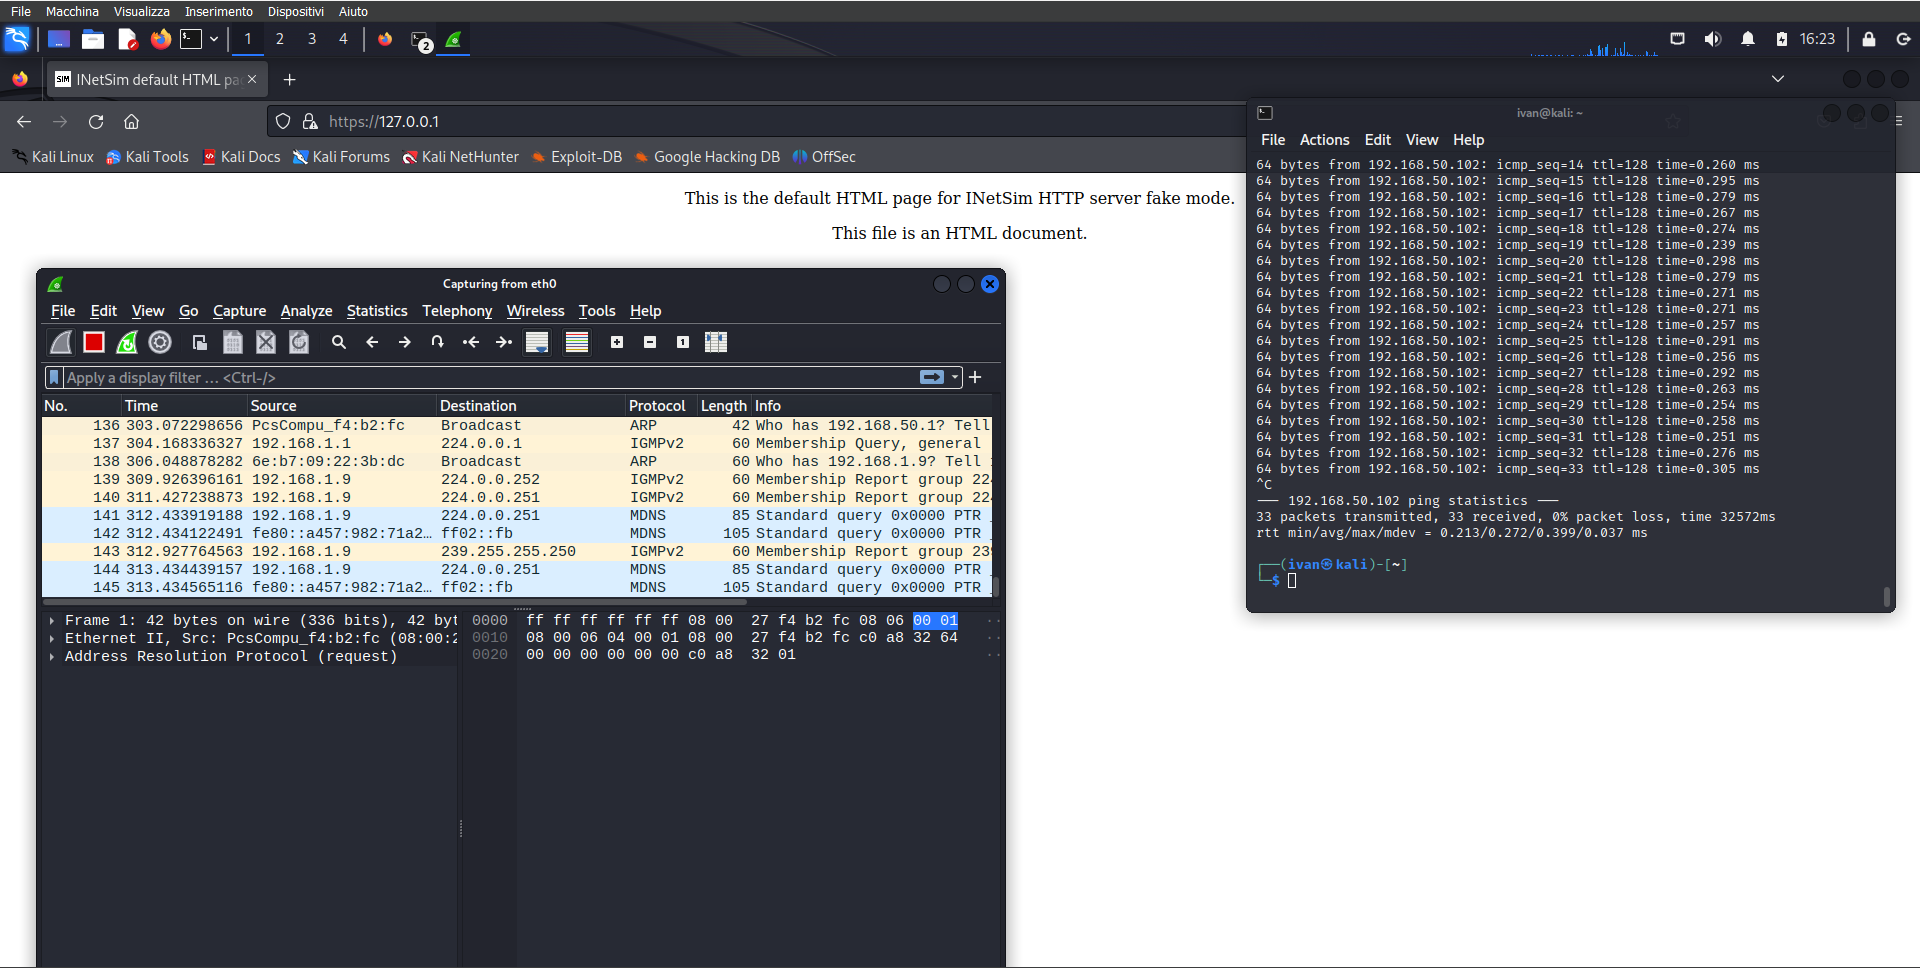 File Macchina Visualizza Inserimento Dispositivi Aiuto
1 2 3 4 2 16:23
SIM INetSim default HTML pa
https://127.0.0.1
Kali Linux Kali Tools Kali Docs Kali Forums Kali NetHunter Exploit-DB Google Hacking DB OffSec
This is the default HTML page for INetSim HTTP server fake mode.
This file is an HTML document.
Capturing from eth0
File Edit View Go Capture Analyze Statistics Telephony Wireless Tools Help
Apply a display filter ... <Ctrl-/>
No. Time Source Destination Protocol Length Info
136 303.072298656 PcsCompu_f4:b2:fc Broadcast ARP 42 Who has 192.168.50.1? Tell
137 304.168336327 192.168.1.1 224.0.0.1 IGMPv2 60 Membership Query, general
138 306.048878282 6e:b7:09:22:3b:dc Broadcast ARP 60 Who has 192.168.1.9? Tell
139 309.926396161 192.168.1.9 224.0.0.252 IGMPv2 60 Membership Report group 224
140 311.427238873 192.168.1.9 224.0.0.251 IGMPv2 60 Membership Report group 224
141 312.433919188 192.168.1.9 224.0.0.251 MDNS 85 Standard query 0x0000 PTR
142 312.434122491 fe80::a457:982:71a2… ff02::fb MDNS 105 Standard query 0x0000 PTR
143 312.927764563 192.168.1.9 239.255.255.250 IGMPv2 60 Membership Report group 239
144 313.434439157 192.168.1.9 224.0.0.251 MDNS 85 Standard query 0x0000 PTR
145 313.434565116 fe80::a457:982:71a2… ff02::fb MDNS 105 Standard query 0x0000 PTR
Frame 1: 42 bytes on wire (336 bits), 42 byt
Ethernet II, Src: PcsCompu_f4:b2:fc (08:00:2
Address Resolution Protocol (request)
0000 ff ff ff ff ff ff 08 00 27 f4 b2 fc 08 06 00 01
0010 08 00 06 04 00 01 08 00 27 f4 b2 fc c0 a8 32 64
0020 00 00 00 00 00 00 c0 a8 32 01
ivan@kali: ~
File Actions Edit View Help
64 bytes from 192.168.50.102: icmp_seq=14 ttl=128 time=0.260 ms
64 bytes from 192.168.50.102: icmp_seq=15 ttl=128 time=0.295 ms
64 bytes from 192.168.50.102: icmp_seq=16 ttl=128 time=0.279 ms
64 bytes from 192.168.50.102: icmp_seq=17 ttl=128 time=0.267 ms
64 bytes from 192.168.50.102: icmp_seq=18 ttl=128 time=0.274 ms
64 bytes from 192.168.50.102: icmp_seq=19 ttl=128 time=0.239 ms
64 bytes from 192.168.50.102: icmp_seq=20 ttl=128 time=0.298 ms
64 bytes from 192.168.50.102: icmp_seq=21 ttl=128 time=0.279 ms
64 bytes from 192.168.50.102: icmp_seq=22 ttl=128 time=0.271 ms
64 bytes from 192.168.50.102: icmp_seq=23 ttl=128 time=0.271 ms
64 bytes from 192.168.50.102: icmp_seq=24 ttl=128 time=0.257 ms
64 bytes from 192.168.50.102: icmp_seq=25 ttl=128 time=0.291 ms
64 bytes from 192.168.50.102: icmp_seq=26 ttl=128 time=0.256 ms
64 bytes from 192.168.50.102: icmp_seq=27 ttl=128 time=0.292 ms
64 bytes from 192.168.50.102: icmp_seq=28 ttl=128 time=0.263 ms
64 bytes from 192.168.50.102: icmp_seq=29 ttl=128 time=0.254 ms
64 bytes from 192.168.50.102: icmp_seq=30 ttl=128 time=0.258 ms
64 bytes from 192.168.50.102: icmp_seq=31 ttl=128 time=0.251 ms
64 bytes from 192.168.50.102: icmp_seq=32 ttl=128 time=0.276 ms
64 bytes from 192.168.50.102: icmp_seq=33 ttl=128 time=0.305 ms
^C
--- 192.168.50.102 ping statistics ---
33 packets transmitted, 33 received, 0% packet loss, time 32572ms
rtt min/avg/max/mdev = 0.213/0.272/0.399/0.037 ms
┌──(ivan㉿kali)-[~]
└─$